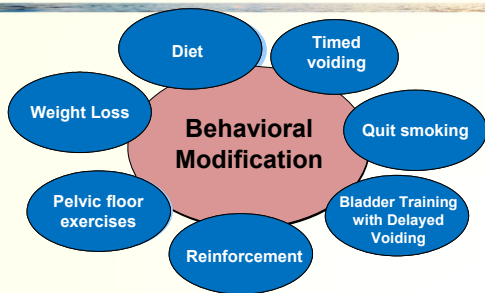 Diet
Timed
voiding
Weight Loss
Behavioral
Modification
Quit smoking
Pelvic floor
exercises
Bladder Training
with Delayed
Voiding
Reinforcement